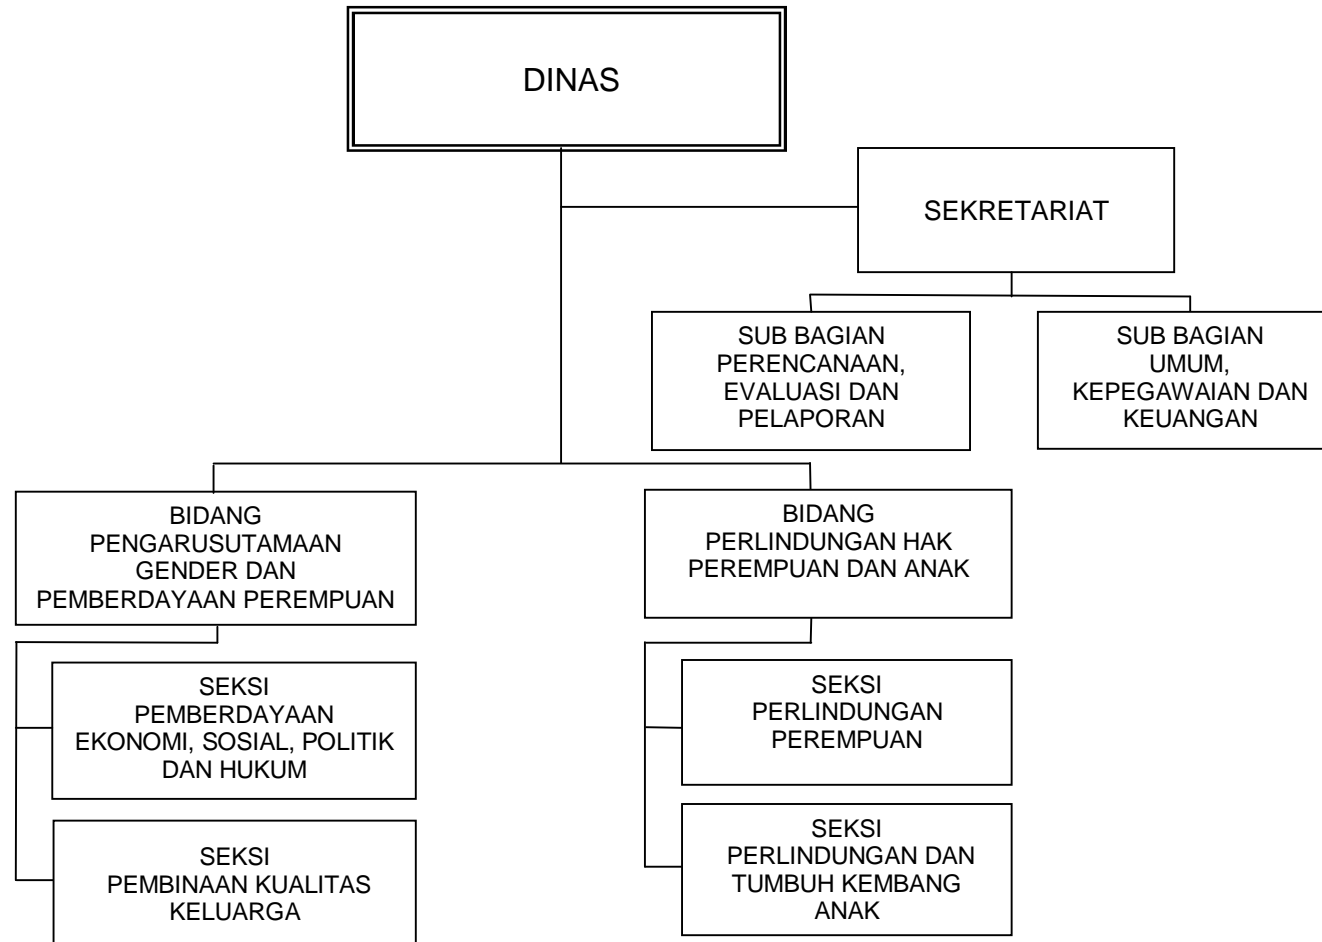 DINAS
SEKRETARIAT
SUB BAGIAN
PERENCANAAN,
EVALUASI DAN
PELAPORAN
SUB BAGIAN
UMUM,
KEPEGAWAIAN DAN
KEUANGAN
BIDANG
PENGARUSUTAMAAN
GENDER DAN
PEMBERDAYAAN PEREMPUAN
BIDANG
PERLINDUNGAN HAK
PEREMPUAN DAN ANAK
SEKSI
PEMBERDAYAAN
EKONOMI, SOSIAL, POLITIK
DAN HUKUM
SEKSI
PERLINDUNGAN
PEREMPUAN
SEKSI
PEMBINAAN KUALITAS
KELUARGA
SEKSI
PERLINDUNGAN DAN
TUMBUH KEMBANG
ANAK